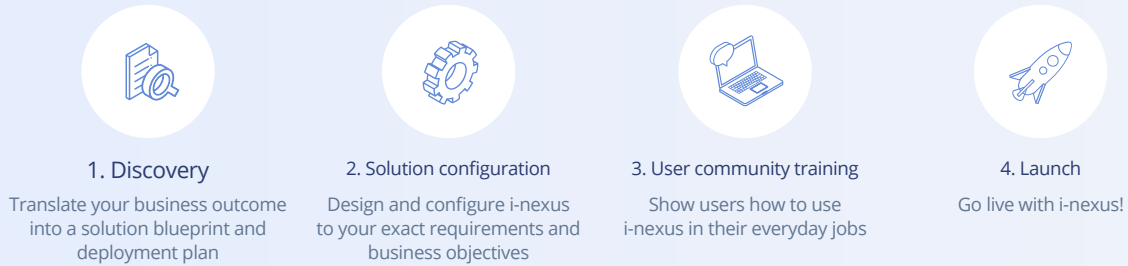 1. Discovery
Translate your business outcome
into a solution blueprint and
deployment plan
2. Solution configuration
Design and configure i-nexus
to your exact requirements and
business objectives
3. User community training
Show users how to use
i-nexus in their everyday jobs
4. Launch
Go live with i-nexus!